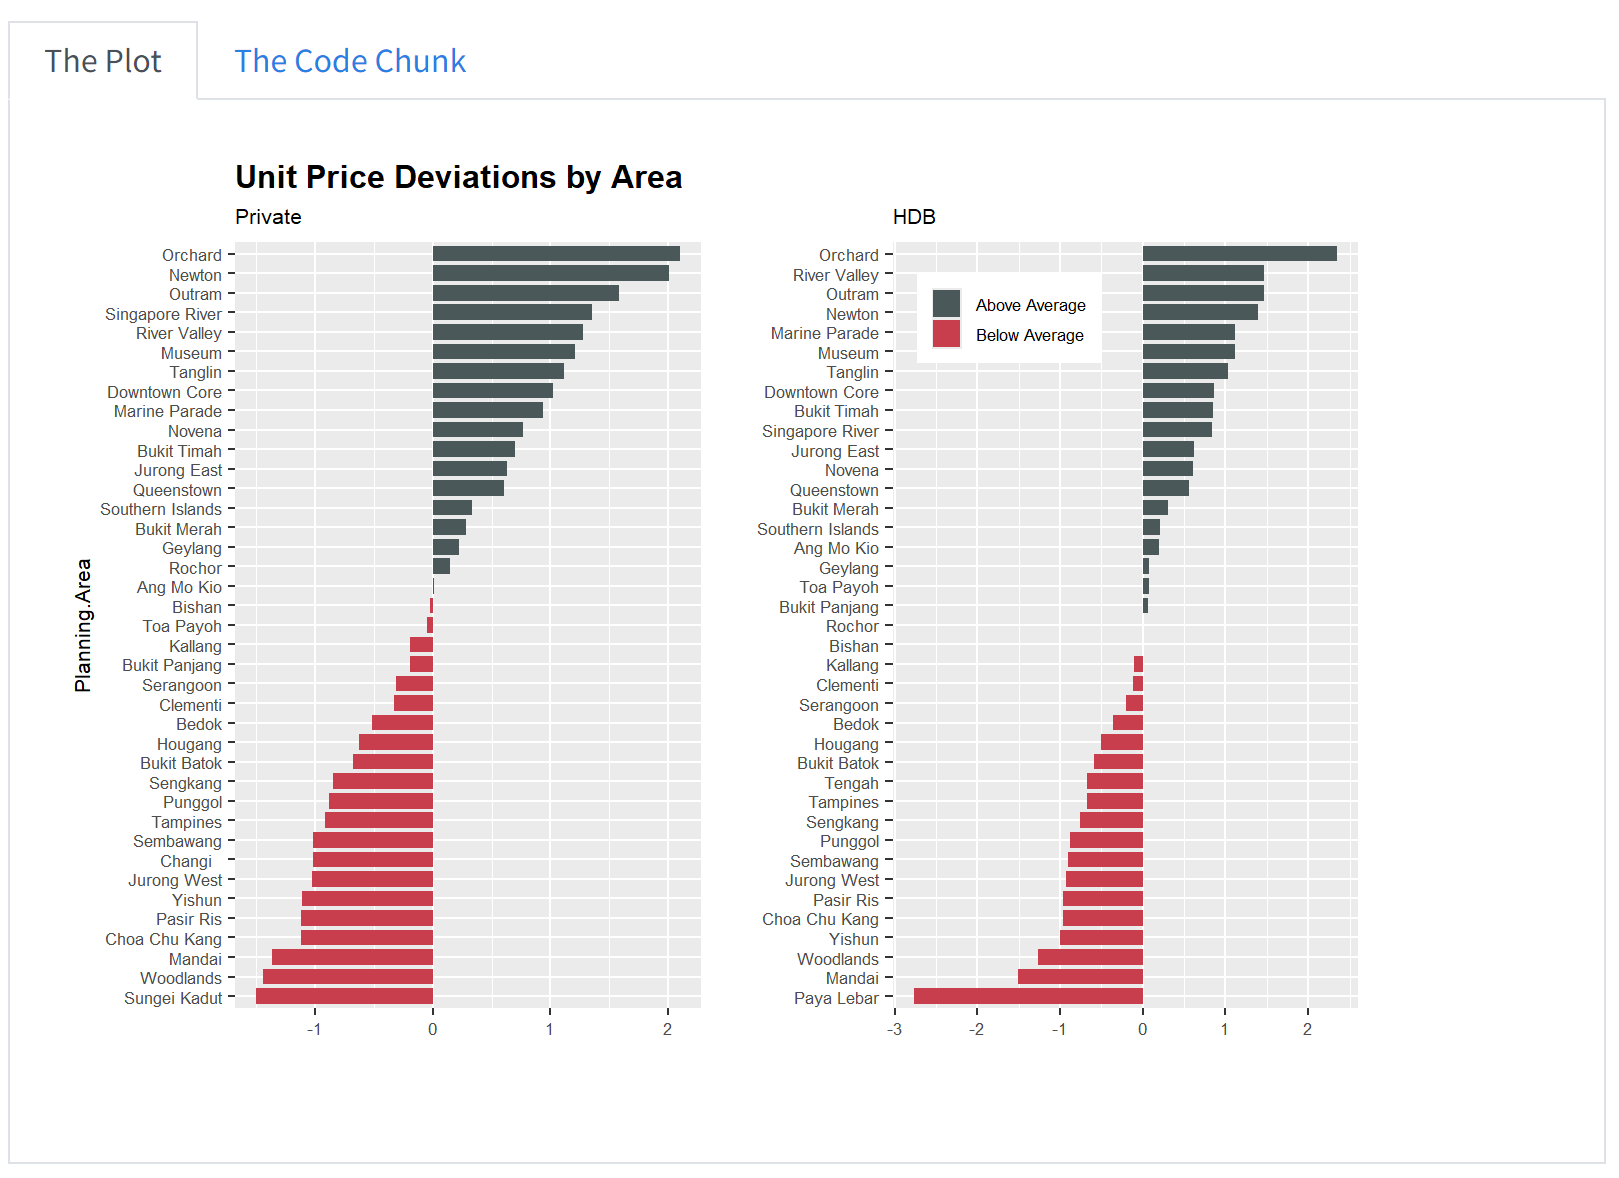 The Plot
The Code Chunk
Unit Price Deviations by Area
Private
Planning.Area
Orchard
Newton
Outram
Singapore River
River Valley
Museum
Tanglin
Downtown Core
Marine Parade
Novena
Bukit Timah
Jurong East
Queenstown
Southern Islands
Bukit Merah
Geylang
Rochor
Ang Mo Kio
Bishan
Toa Payoh
Kallang
Bukit Panjang
Serangoon
Clementi
Bedok
Hougang
Bukit Batok
Sengkang
Punggol
Tampines
Sembawang
Changi
Jurong West
Yishun
Pasir Ris
Choa Chu Kang
Mandai
Woodlands
Sungei Kadut
-1 0 1 2
HDB
Above Average
Below Average
Orchard
River Valley
Outram
Newton
Marine Parade
Museum
Tanglin
Downtown Core
Bukit Timah
Singapore River
Jurong East
Novena
Queenstown
Bukit Merah
Southern Islands
Ang Mo Kio
Geylang
Toa Payoh
Bukit Panjang
Rochor
Bishan
Kallang
Clementi
Serangoon
Bedok
Hougang
Bukit Batok
Tengah
Tampines
Sengkang
Punggol
Sembawang
Jurong West
Pasir Ris
Choa Chu Kang
Yishun
Woodlands
Mandai
Paya Lebar
-3 -2 -1 0 1 2